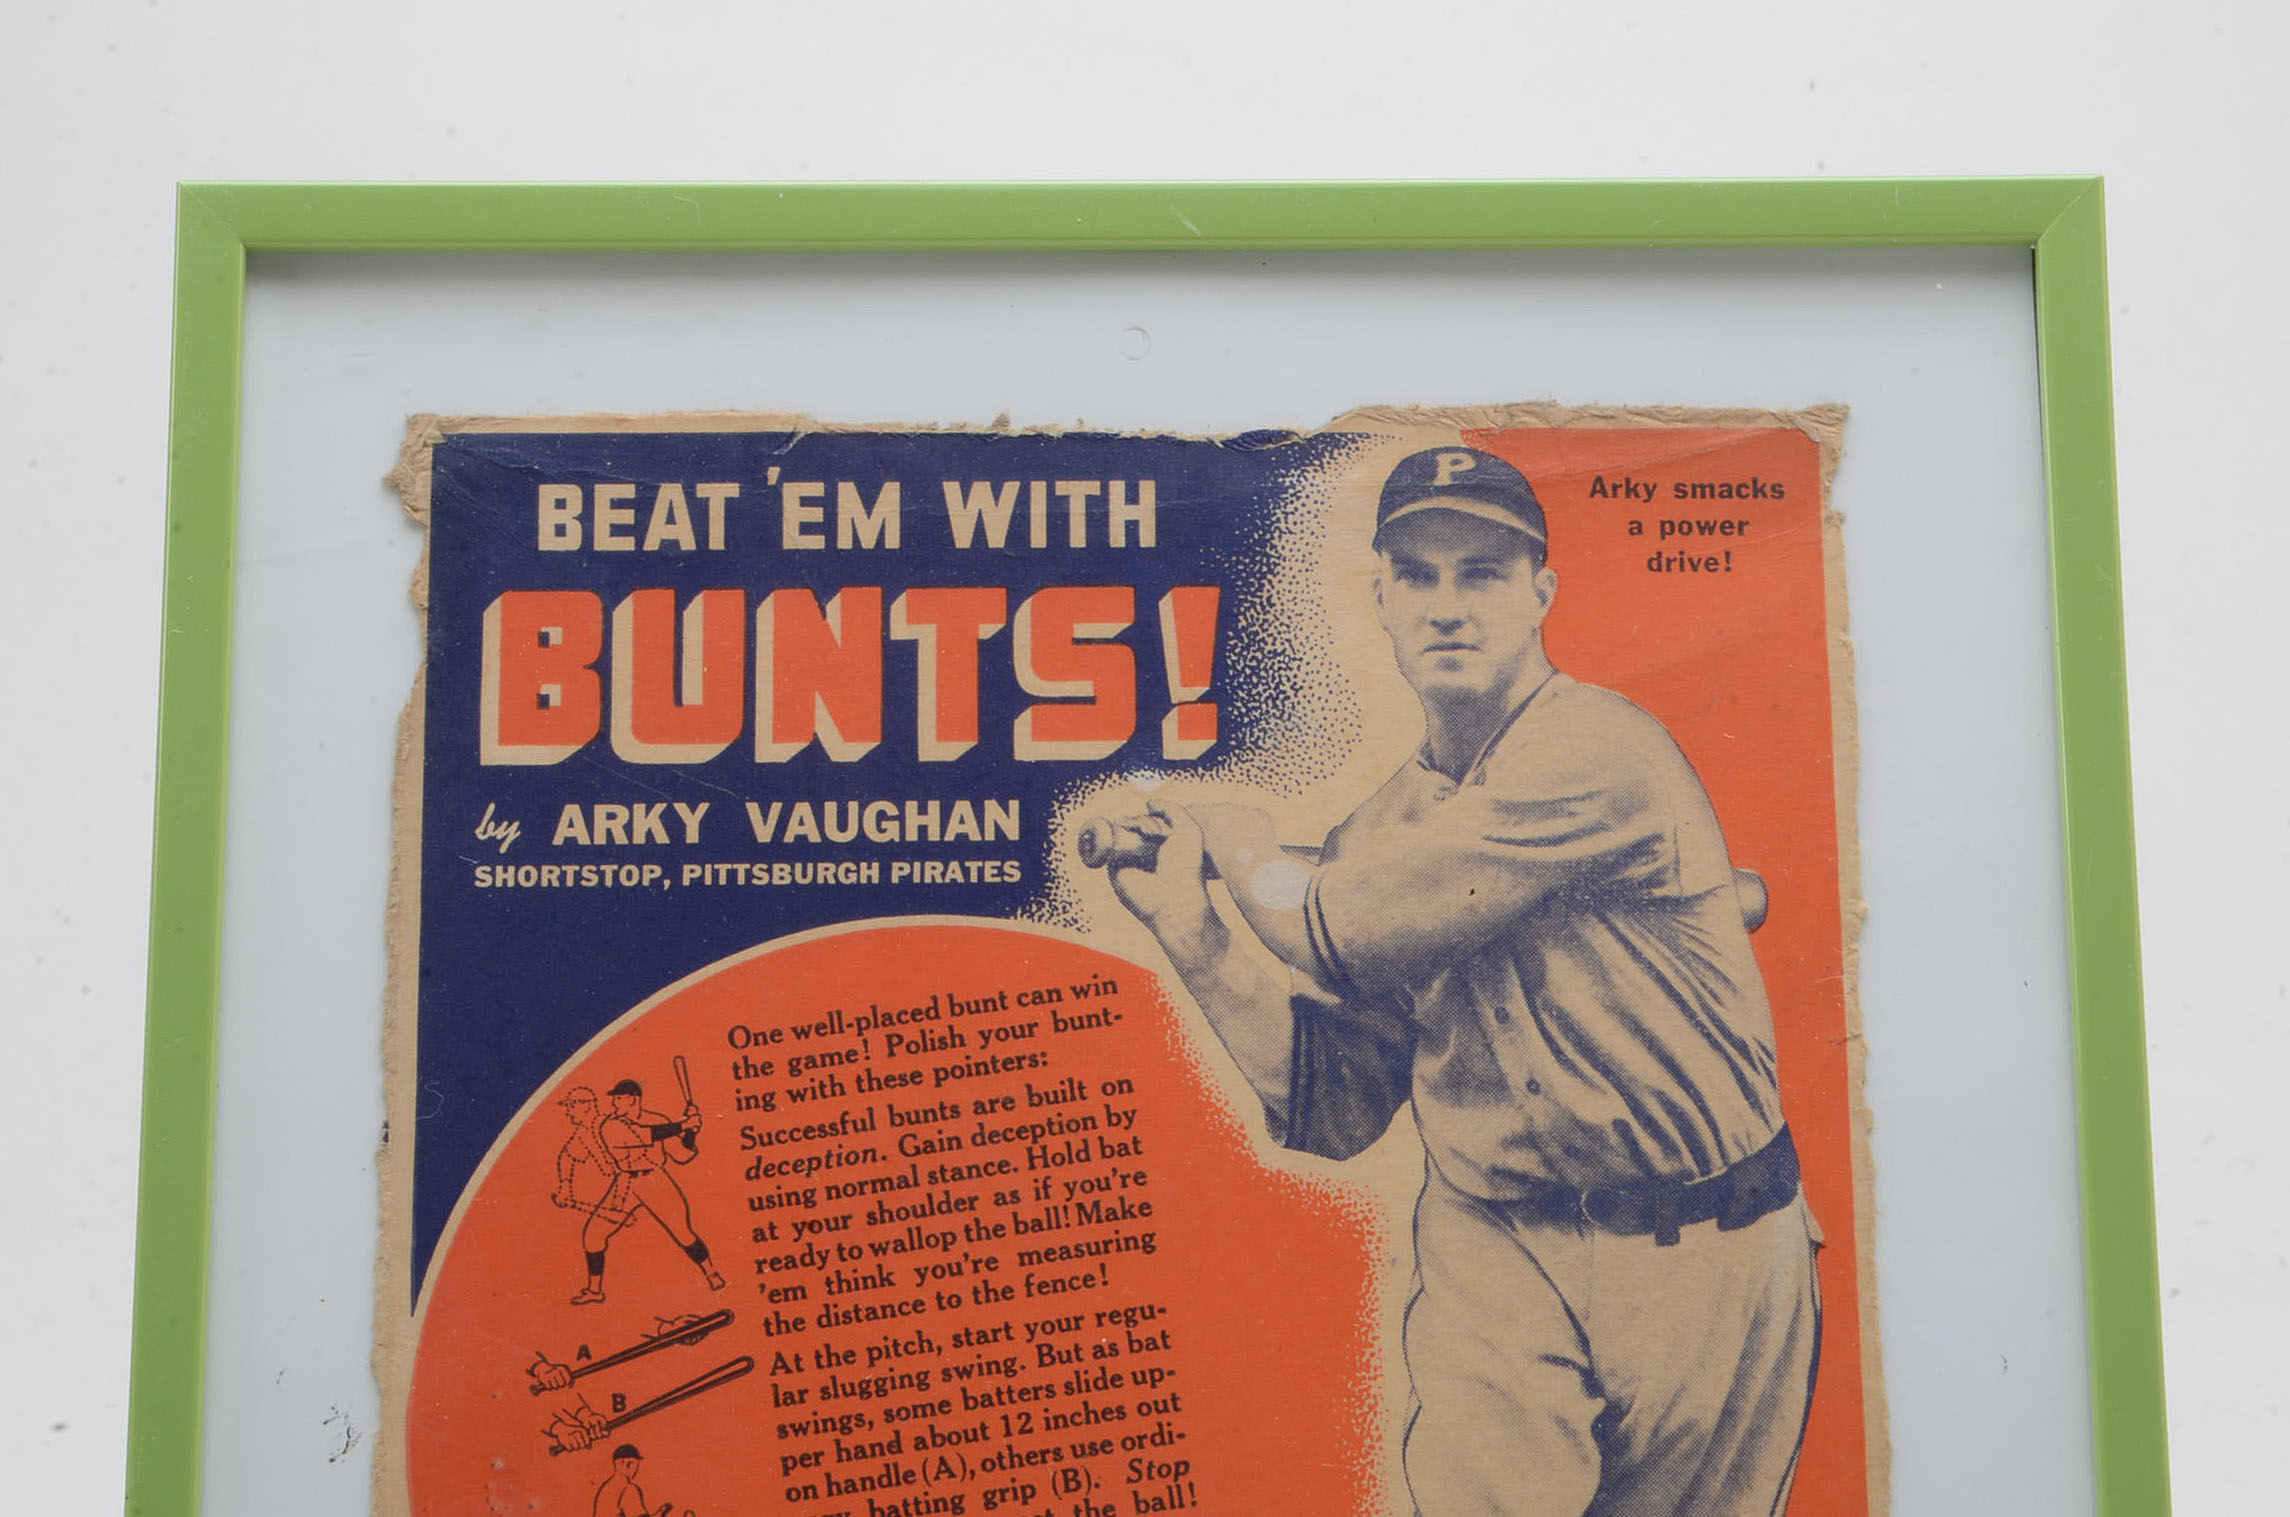 BEAT 'EM WITH
BUNTS!
by ARKY VAUGHAN
SHORTSTOP, PITTSBURGH PIRATES
P
Arky smacks
a power
drive!
One well-placed bunt can win
the game! Polish your bunt-
ing with these pointers:
Successful bunts are built on
deception. Gain deception by
using normal stance. Hold bat
at your shoulder as if you're
ready to wallop the ball! Make
'em think you're measuring
the distance to the fence!
At the pitch, start your regu-
lar slugging swing. But as bat
swings, some batters slide up-
per hand about 12 inches out
on handle (A), others use ordi-
batting grip (B). Stop
the ball!
A
B